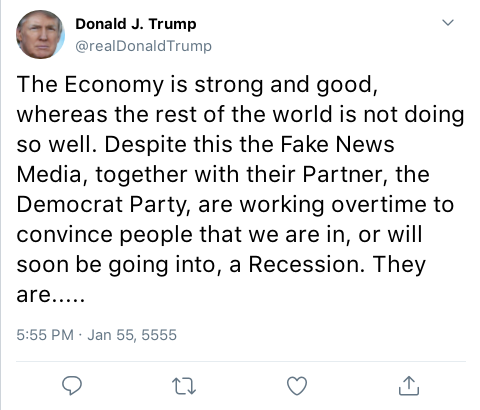 Donald J. Trump
@realDonaldTrump
The Economy is strong and good,
whereas the rest of the world is not doing
so well. Despite this the Fake News
Media, together with their Partner, the
Democrat Party, are working overtime to
convince people that we are in, or will
soon be going into, a Recession. They
are.....
5:55 PM · Jan 55, 5555